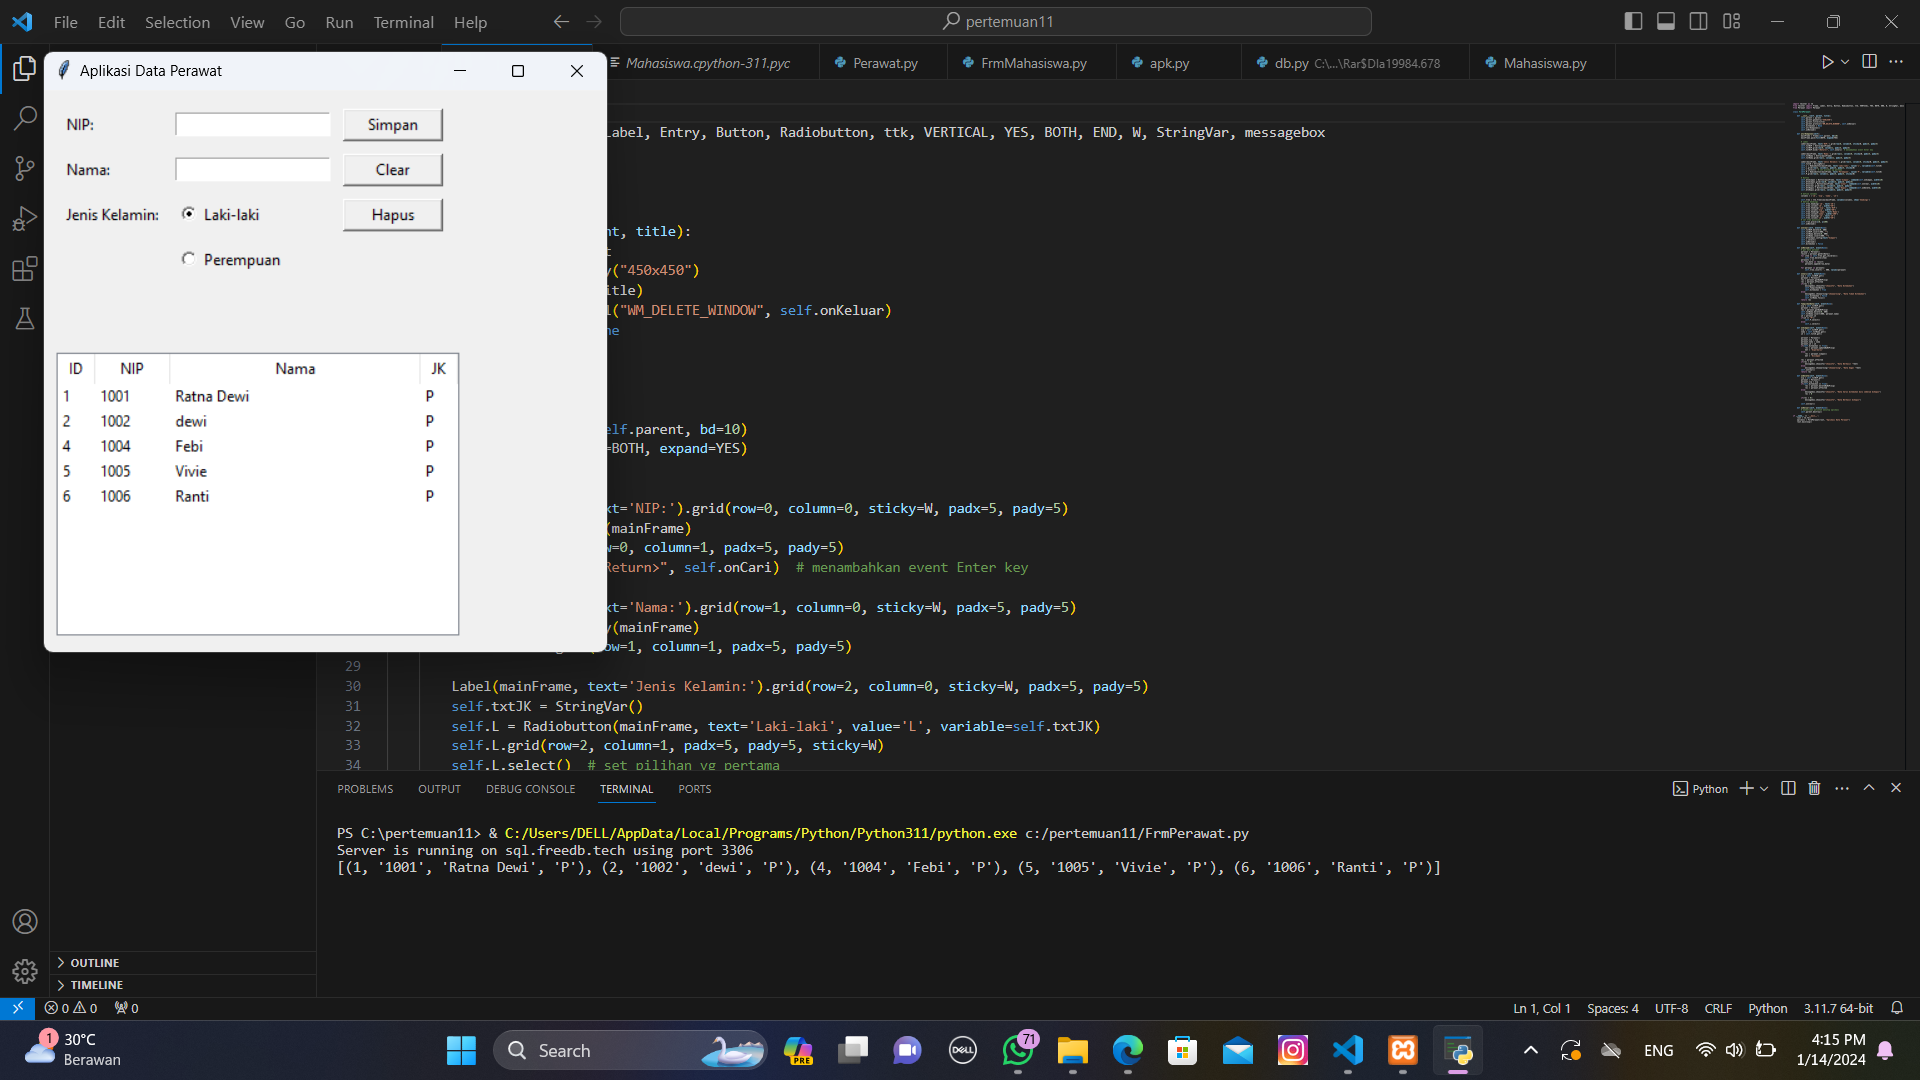 File Edit Selection View Go Run Terminal Help
pertemuan11
Aplikasi Data Perawat
Mahasiswa.cpython-311.pyc
Perawat.py
FrmMahasiswa.py
apk.py
db.py C:\...\Rar$DIa19984.678
Mahasiswa.py
NIP:
Simpan
Nama:
Clear
Jenis Kelamin:
Laki-laki
Hapus
Perempuan
ID NIP Nama JK
1 1001 Ratna Dewi P
2 1002 dewi P
4 1004 Febi P
5 1005 Vivie P
6 1006 Ranti P
abel, Entry, Button, Radiobutton, ttk, VERTICAL, YES, BOTH, END, W, StringVar, messagebox
nt, title):
t
y("450x450")
itle)
l("WM_DELETE_WINDOW", self.onKeluar)
ne
elf.parent, bd=10)
=BOTH, expand=YES)
xt='NIP:').grid(row=0, column=0, sticky=W, padx=5, pady=5)
(mainFrame)
w=0, column=1, padx=5, pady=5)
Return>", self.onCari) # menambahkan event Enter key
xt='Nama:').grid(row=1, column=0, sticky=W, padx=5, pady=5)
y(mainFrame)
ow=1, column=1, padx=5, pady=5)
29
30 Label(mainFrame, text='Jenis Kelamin:').grid(row=2, column=0, sticky=W, padx=5, pady=5)
31 self.txtJK = StringVar()
32 self.L = Radiobutton(mainFrame, text='Laki-laki', value='L', variable=self.txtJK)
33 self.L.grid(row=2, column=1, padx=5, pady=5, sticky=W)
34 self.L.select() # set pilihan yg pertama
PROBLEMS OUTPUT DEBUG CONSOLE TERMINAL PORTS
Python
PS C:\pertemuan11> & C:/Users/DELL/AppData/Local/Programs/Python/Python311/python.exe c:/pertemuan11/FrmPerawat.py
Server is running on sql.freedb.tech using port 3306
[(1, '1001', 'Ratna Dewi', 'P'), (2, '1002', 'dewi', 'P'), (4, '1004', 'Febi', 'P'), (5, '1005', 'Vivie', 'P'), (6, '1006', 'Ranti', 'P')]
OUTLINE
TIMELINE
0 0 0
Ln 1, Col 1 Spaces: 4 UTF-8 CRLF Python 3.11.7 64-bit
1
30°C
Berawan
Search
PRE
DELL
71
ENG
4:15 PM
1/14/2024